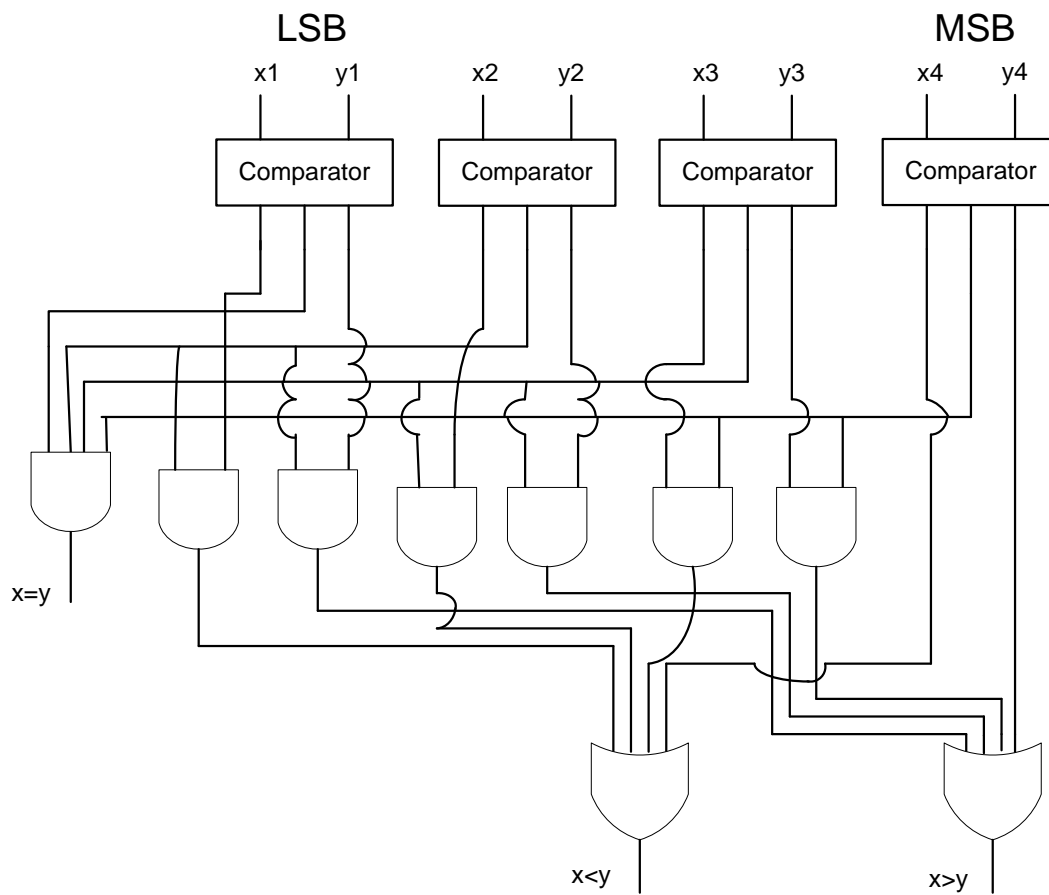 LSB MSB
x1 y1 x2 y2 x3 y3 x4 y4
Comparator Comparator Comparator Comparator
x=y
x<y x>y